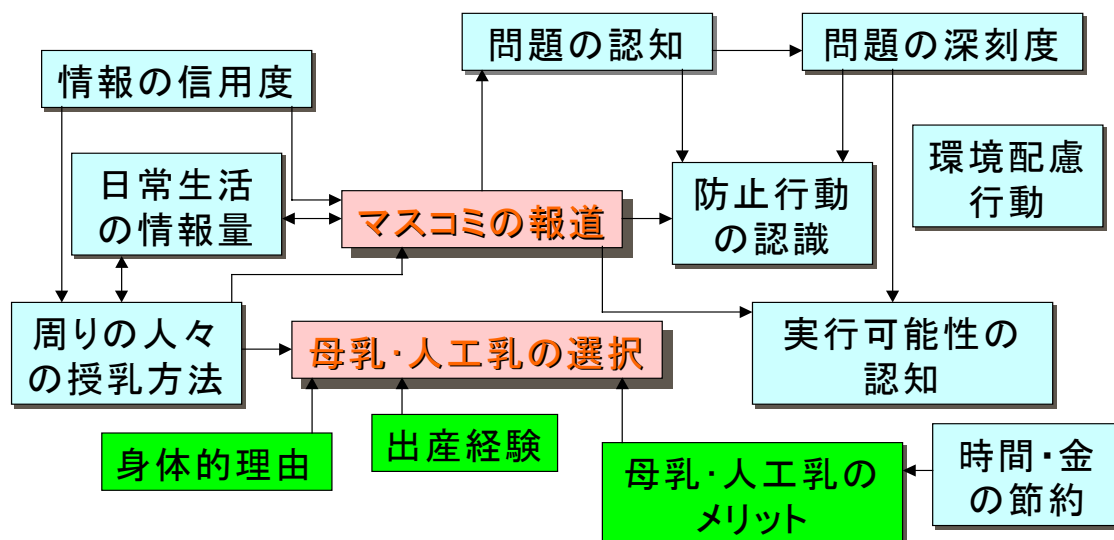 問題の認知
問題の深刻度
情報の信用度
環境配慮
行動
日常生活
の情報量
マスコミの報道
防止行動
の認識
周りの人々
の授乳方法
母乳・人工乳の選択
実行可能性の
認知
身体的理由
出産経験
母乳・人工乳の
メリット
時間・金
の節約